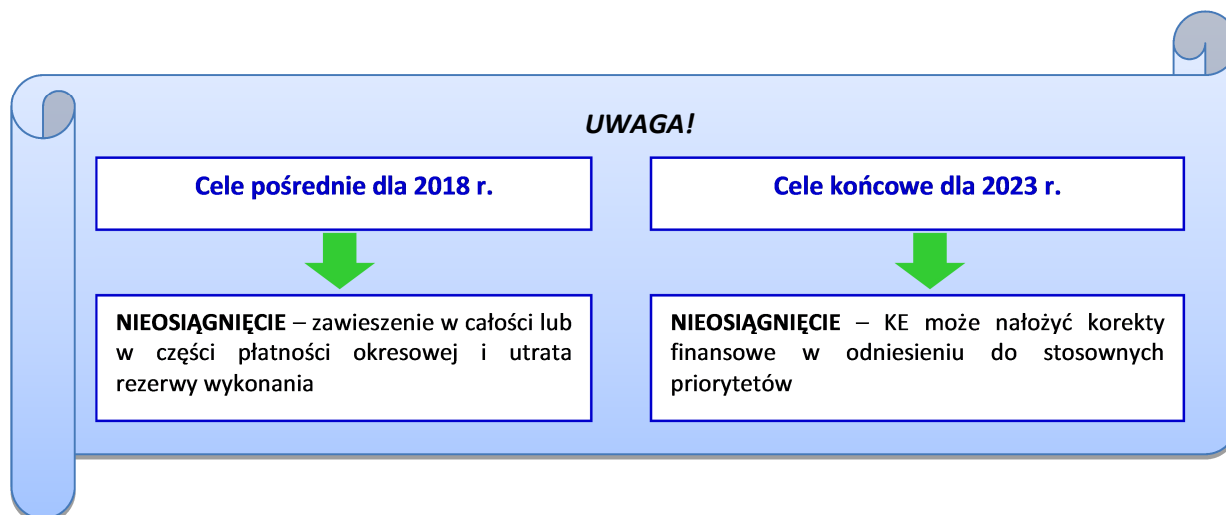 UWAGA!
Cele pośrednie dla 2018 r.
Cele końcowe dla 2023 r.
NIEOSIĄGNIĘCIE – zawieszenie w całości lub
w części płatności okresowej i utrata
rezerwy wykonania
NIEOSIĄGNIĘCIE – KE może nałożyć korekty
finansowe w odniesieniu do stosownych
priorytetów